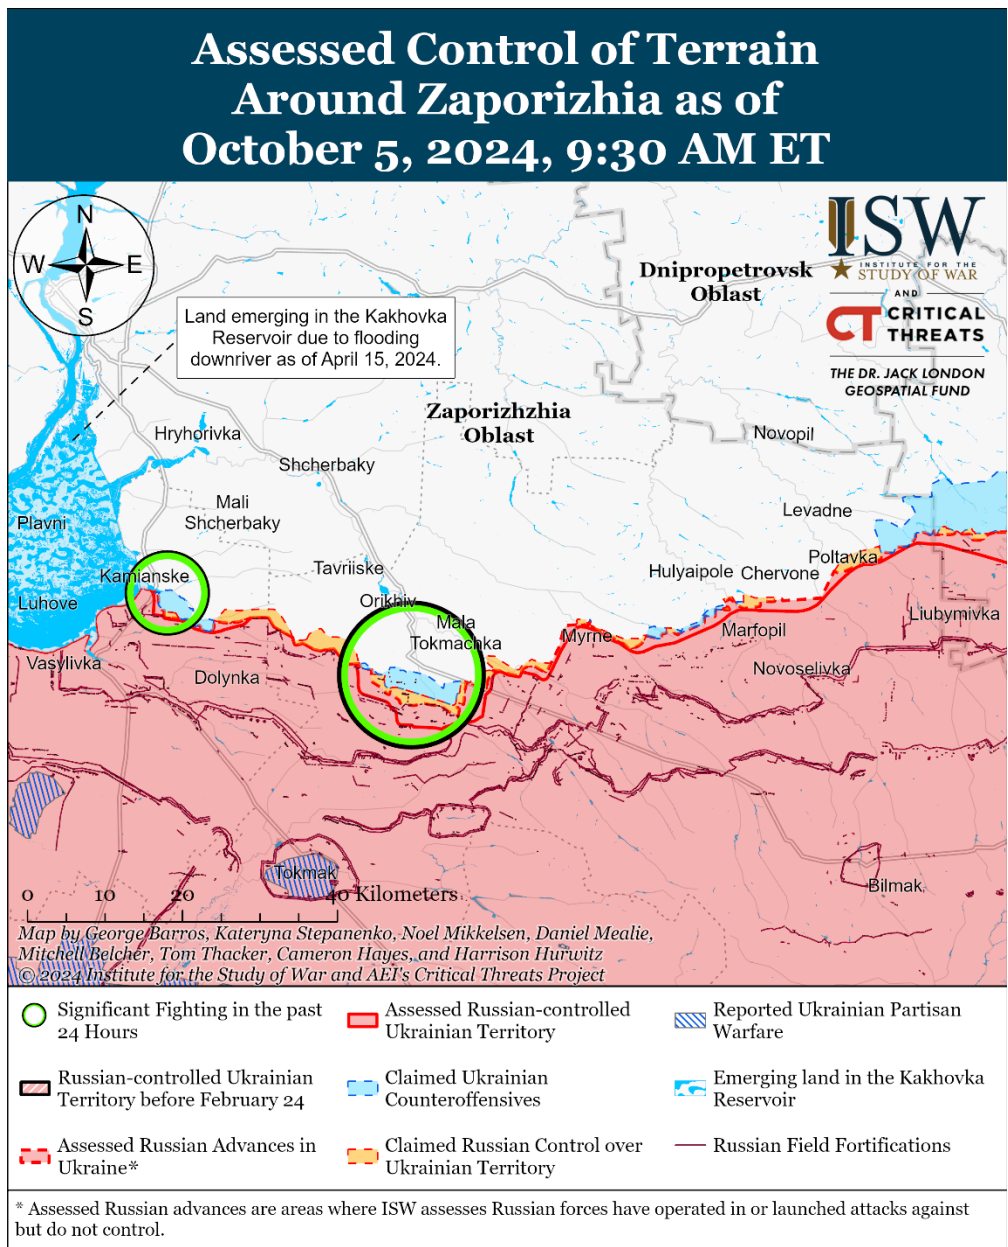 Assessed Control of Terrain
Around Zaporizhia as of
October 5, 2024, 9:30 AM ET
N
W
E
S
ISW
INSTITUTE FOR THE
STUDY OF WAR
AND
CT CRITICAL
THREATS
THE DR. JACK LONDON
GEOSPATIAL FUND
Dnipropetrovsk
Oblast
Land emerging in the Kakhovka
Reservoir due to flooding
downriver as of April 15, 2024.
Zaporizhzhia
Oblast
Hryhorivka
Novopil
Shcherbaky
Mali
Shcherbaky
Levadne
Plavni
Poltavka
Tavriiske
Hulyaipole
Chervone
Kamianske
Orikhiv
Luhove
Mala
Tokmachka
Liubymivka
Myrne
Marfopil
Vasylivka
Dolynka
Novoselivka
Tokmak
Bilmak
0 10 20 40 Kilometers
Map by George Barros, Kateryna Stepanenko, Noel Mikkelsen, Daniel Mealie,
Mitchell Belcher, Tom Thacker, Cameron Hayes, and Harrison Hurwitz
© 2024 Institute for the Study of War and AEI's Critical Threats Project
Significant Fighting in the past
24 Hours
Assessed Russian-controlled
Ukrainian Territory
Reported Ukrainian Partisan
Warfare
Russian-controlled Ukrainian
Territory before February 24
Claimed Ukrainian
Counteroffensives
Emerging land in the Kakhovka
Reservoir
Assessed Russian Advances in
Ukraine*
Claimed Russian Control over
Ukrainian Territory
Russian Field Fortifications
* Assessed Russian advances are areas where ISW assesses Russian forces have operated in or launched attacks against
but do not control.